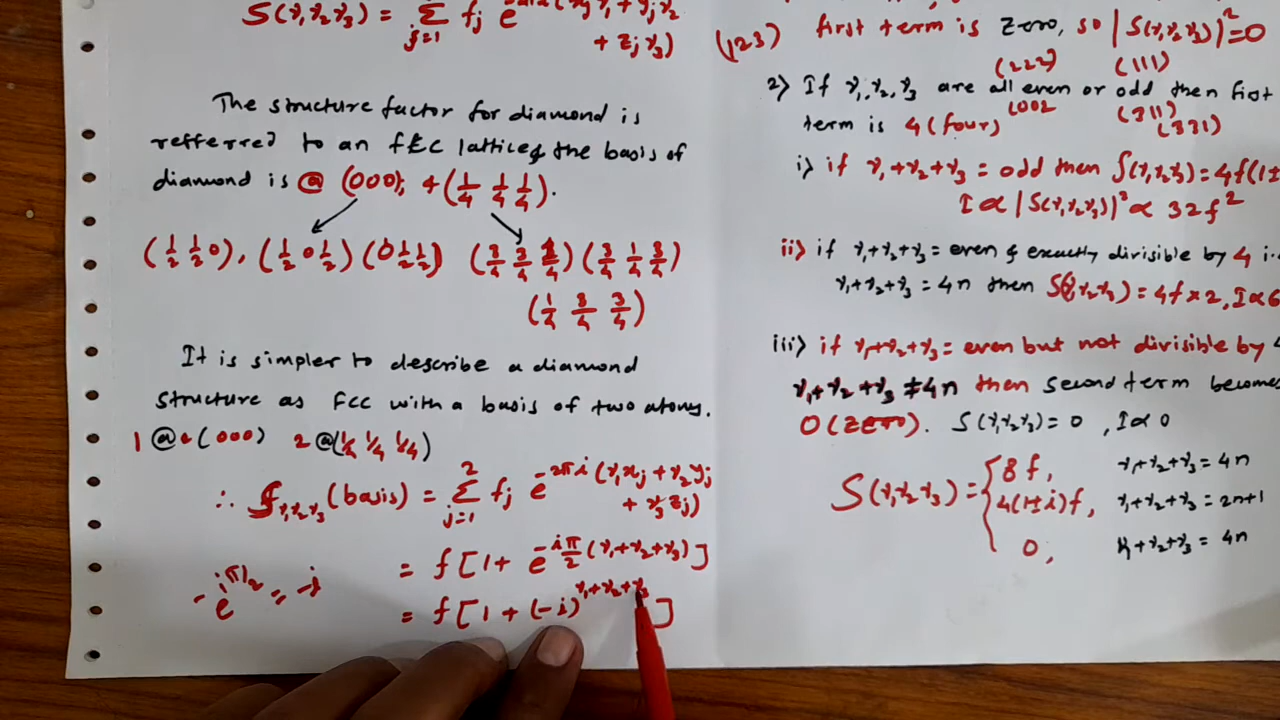 S(γ₁γ₂γ₃) = Σ fj e
j=1
+ zjγ₃)
The structure factor for diamond is
refferred to an fcc lattice & the basis of
diamond is @ (000), + (1/4 1/4 1/4).
(1/2 1/2 0), (1/2 0 1/2) (0 1/2 1/2) (3/4 3/4 1/4) (3/4 1/4 3/4)
(1/4 3/4 3/4)
It is simpler to describe a diamond
structure as FCC with a basis of two atoms.
1 @ (000) 2 @ (1/4 1/4 1/4)
∴ Sγ₁γ₂γ₃ (basis) = Σ²j=1 fj e^-2πi(γ₁xj + γ₂yj
+ γ₃zj)
= f[1 + e^-iπ/2(γ₁+γ₂+γ₃)]
-e^iπ/2 = -i
= f[1 + (-i)^γ₁+γ₂+γ₃]
(123) first term is zero, so |S(γ₁γ₂γ₃)|²=0
(222) (111)
2) If γ₁,γ₂,γ₃ are all even or odd then first
term is 4 (four) (002 (311)
(331)
i) if γ₁+γ₂+γ₃ = odd then S(γ₁γ₂γ₃) = 4f(1±
I ∝ |S(γ₁γ₂γ₃)|² ∝ 32f²
ii) if γ₁+γ₂+γ₃ = even & exactly divisible by 4 i.
γ₁+γ₂+γ₃ = 4n then S(γ₁γ₂γ₃) = 4f×2, I∝6
iii) if γ₁+γ₂+γ₃ = even but not divisible by
γ₁+γ₂+γ₃ ≠ 4n then second term becomes
0 (ZERO). S(γ₁γ₂γ₃) = 0, I∝0
S(γ₁γ₂γ₃) = { 8f, γ₁+γ₂+γ₃ = 4n
4(1±i)f, γ₁+γ₂+γ₃ = 2n+1
0, γ₁+γ₂+γ₃ = 4n